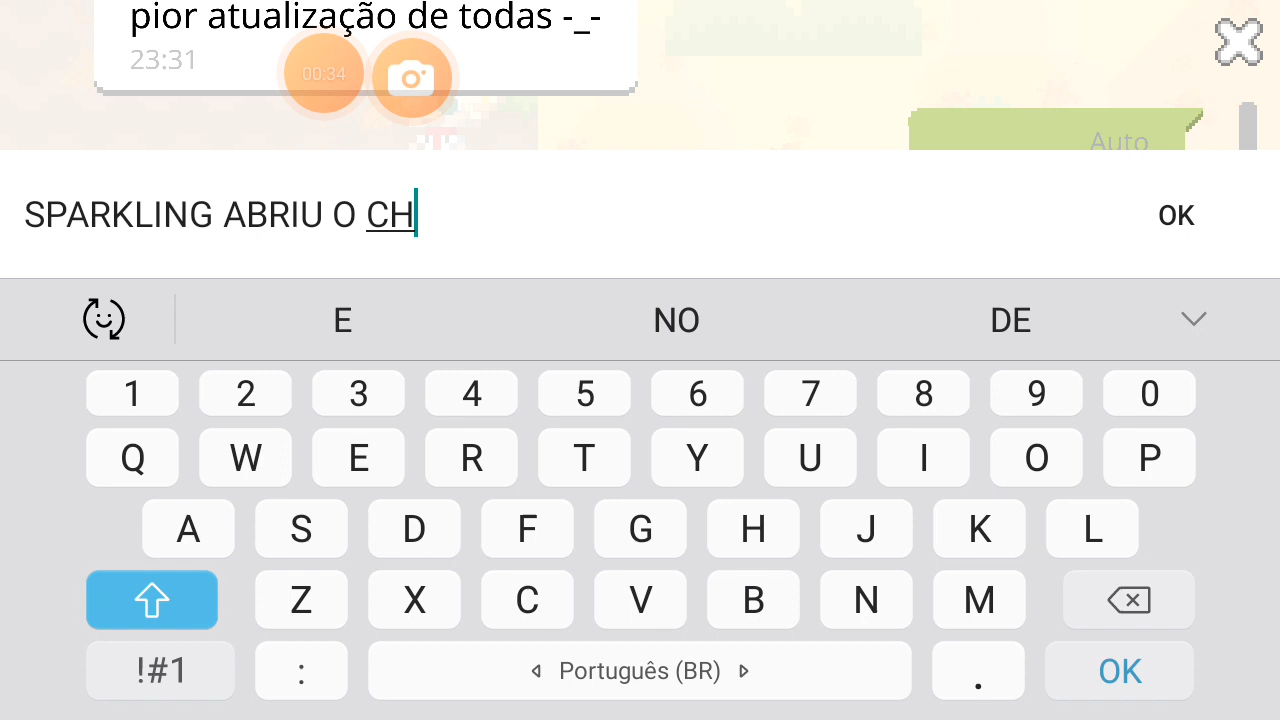 pior atualização de todas -_-
23:31
00:34
Auto
SPARKLING ABRIU O CH
OK
E NO DE
1 2 3 4 5 6 7 8 9 0
Q W E R T Y U I O P
A S D F G H J K L
Z X C V B N M
!#1 : Português (BR) . OK